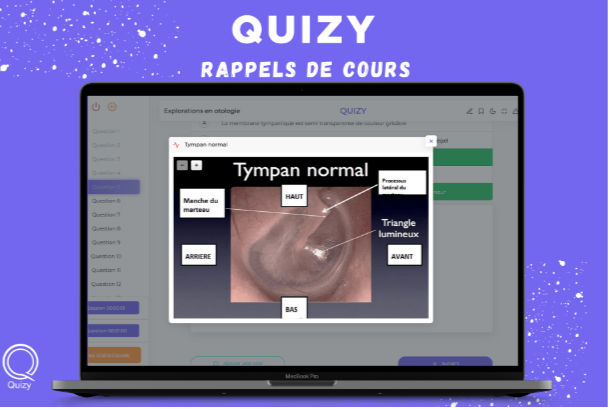 QUIZY
RAPPELS DE COURS
Explorations en otologie
QUIZY
La membrane tympanique est semi transparente de couleur grisâtre
Tympan normal
Tympan normal
HAUT
Processus
latéral du
Manche du
marteau
Triangle
lumineux
ARRIERE
AVANT
BAS
Question 1
Question 2
Question 3
Question 4
Question 6
Question 7
Question 8
Question 9
Question 10
Question 11
Question 12
MacBook Pro
Quizy